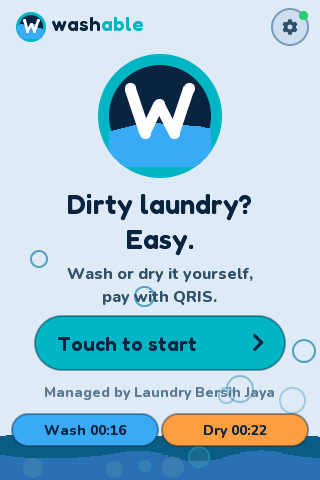 washable
W
Dirty laundry?
Easy.
Wash or dry it yourself,
pay with QRIS.
Touch to start
Managed by Laundry Bersih Jaya
Wash 00:16
Dry 00:22